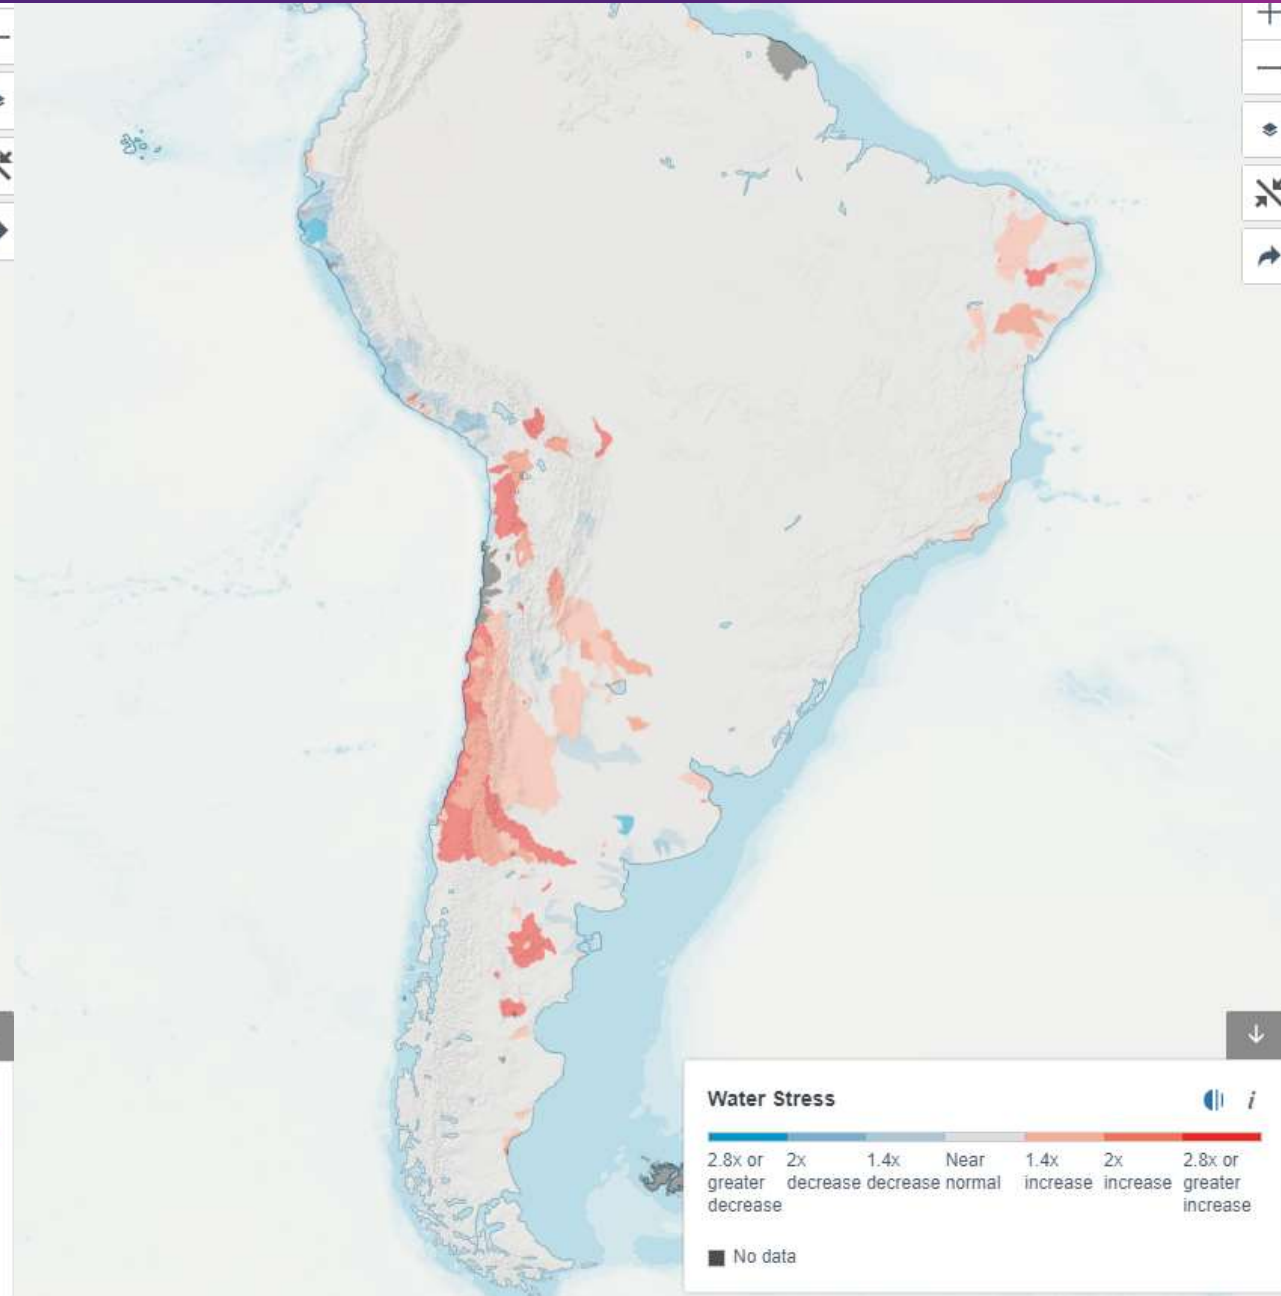 Water Stress
i
2.8x or greater decrease
2x decrease
1.4x decrease
Near normal
1.4x increase
2x increase
2.8x or greater increase
No data